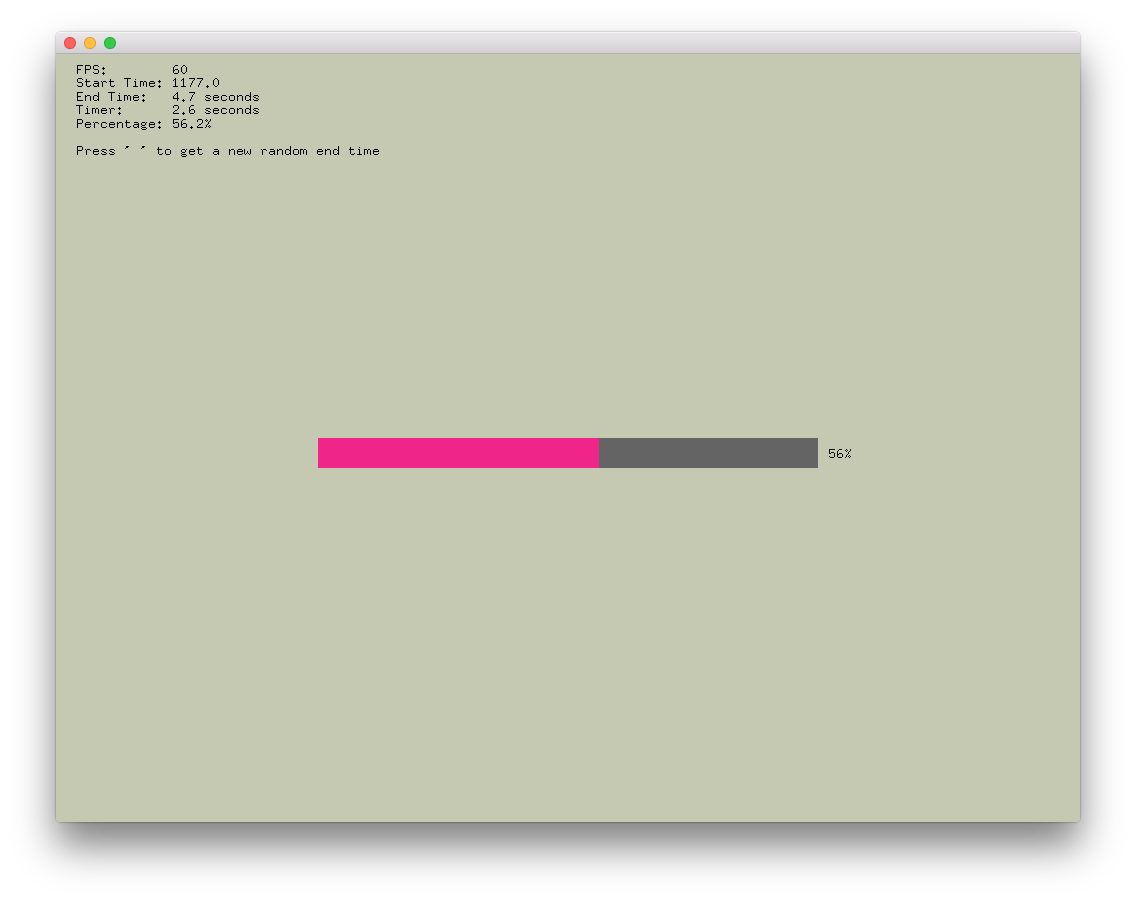 FPS:        60
Start Time: 1177.0
End Time:   4.7 seconds
Timer:      2.6 seconds
Percentage: 56.2%
Press ' ' to get a new random end time
56%